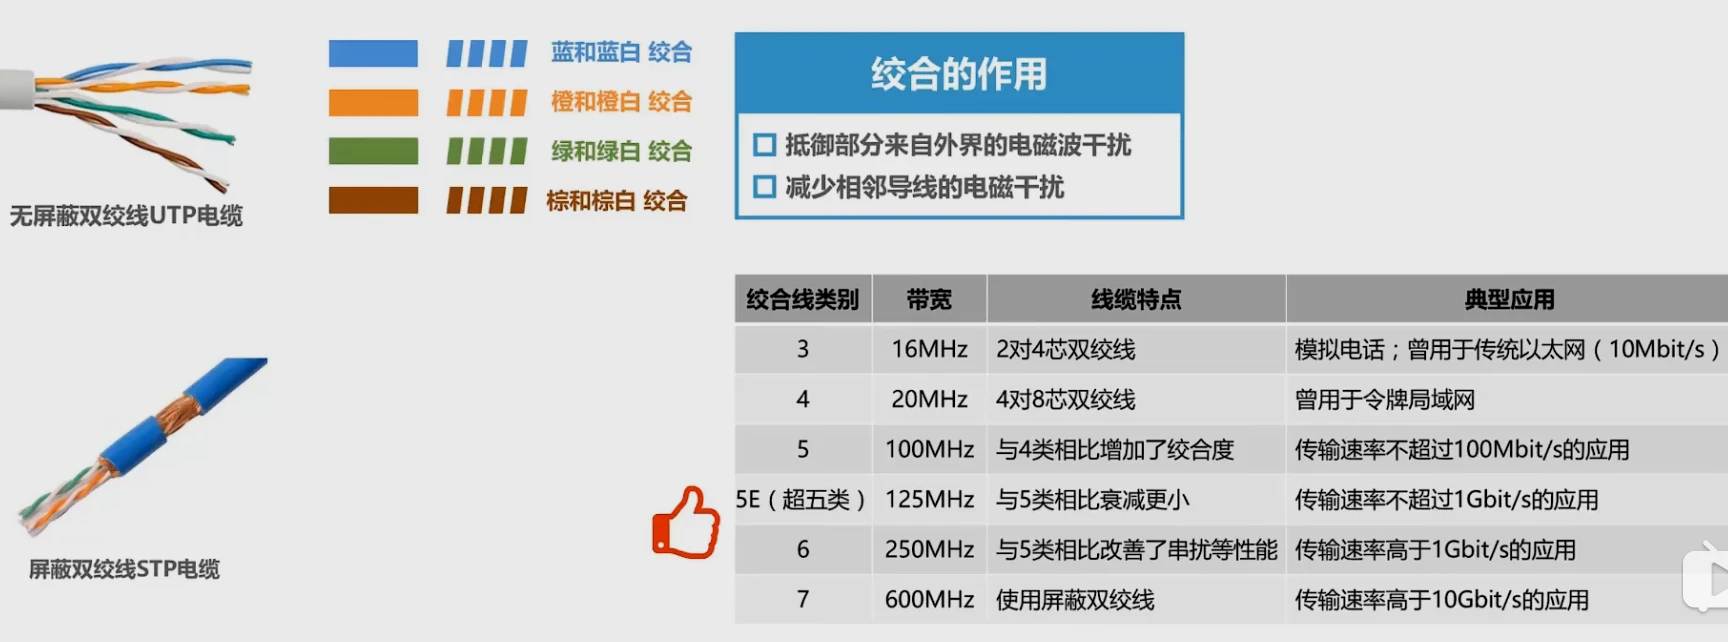 蓝和蓝白 绞合
橙和橙白 绞合
绿和绿白 绞合
棕和棕白 绞合
无屏蔽双绞线UTP电缆
绞合的作用
抵御部分来自外界的电磁波干扰
减少相邻导线的电磁干扰
屏蔽双绞线STP电缆
绞合线类别 带宽 线缆特点 典型应用
3 16MHz 2对4芯双绞线 模拟电话；曾用于传统以太网（10Mbit/s）
4 20MHz 4对8芯双绞线 曾用于令牌局域网
5 100MHz 与4类相比增加了绞合度 传输速率不超过100Mbit/s的应用
5E（超五类） 125MHz 与5类相比衰减更小 传输速率不超过1Gbit/s的应用
6 250MHz 与5类相比改善了串扰等性能 传输速率高于1Gbit/s的应用
7 600MHz 使用屏蔽双绞线 传输速率高于10Gbit/s的应用